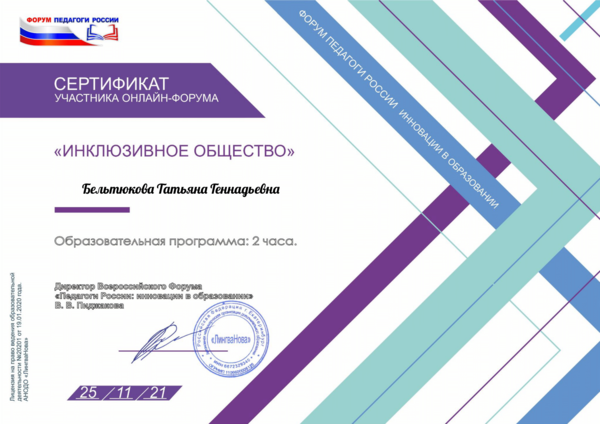 ФОРУМ ПЕДАГОГИ РОССИИ
СЕРТИФИКАТ
УЧАСТНИКА ОНЛАЙН-ФОРУМА
«ИНКЛЮЗИВНОЕ ОБЩЕСТВО»
Бельтюкова Татьяна Геннадьевна
Образовательная программа: 2 часа.
Директор Всероссийского Форума
«Педагоги России: инновации в образовании»
В. В. Пиджакова
«ЛингваНова»
25 / 11 / 21
Лицензия на право ведения образовательной
деятельности №20201 от 19.01.2020 года.
АНОДО «ЛингваНова»
ФОРУМ ПЕДАГОГИ РОССИИ ИННОВАЦИИ В ОБРАЗОВАНИИ